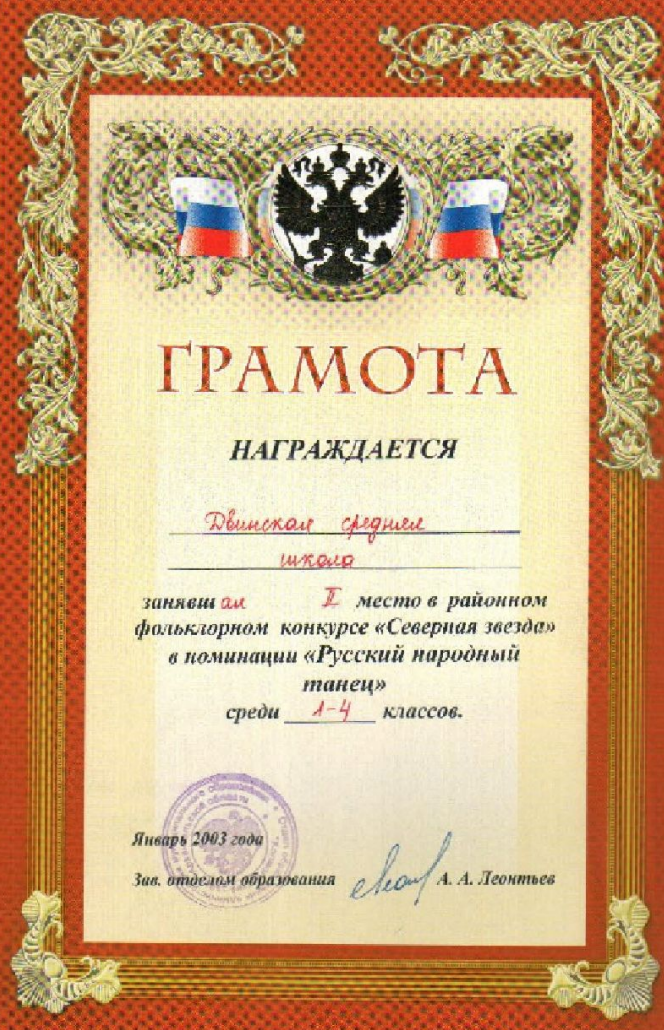 ГРАМОТА
НАГРАЖДАЕТСЯ
Двинская средняя
школа
занявшая II место в районном
фольклорном конкурсе «Северная звезда»
в номинации «Русский народный
танец»
среди 1-4 классов.
Январь 2003 года
Зав. отделом образования А. А. Леонтьев